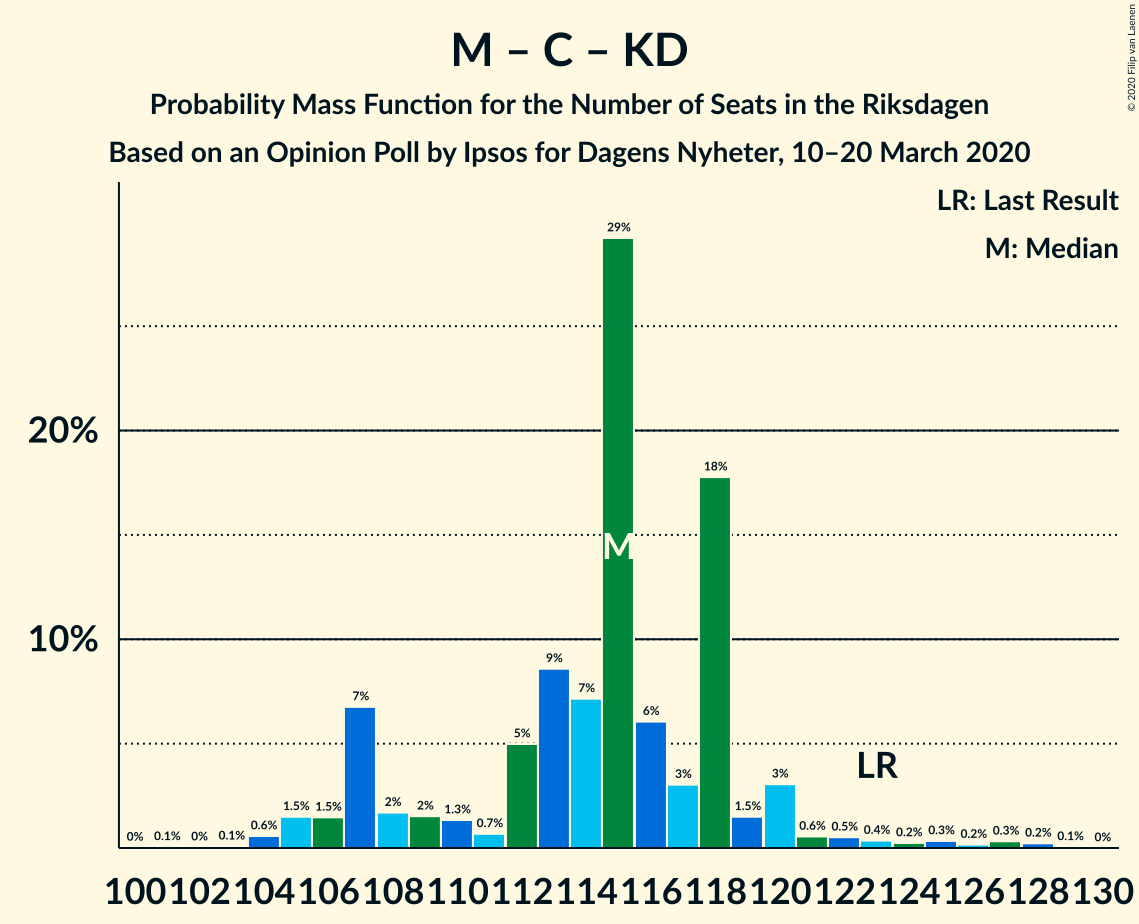 M – C – KD
Probability Mass Function for the Number of Seats in the Riksdagen
Based on an Opinion Poll by Ipsos for Dagens Nyheter, 10–20 March 2020
© 2020 Filip van Laenen
LR: Last Result
M: Median
20%
10%
0% 0.1% 0% 0.1% 0.6% 1.5% 1.5% 7% 2% 2% 1.3% 0.7% 5% 9% 7% 29% 6% 3% 18% 1.5% 3% 0.6% 0.5% 0.4% 0.2% 0.3% 0.2% 0.3% 0.2% 0.1% 0%
M
LR
100 102 104 106 108 110 112 114 116 118 120 122 124 126 128 130